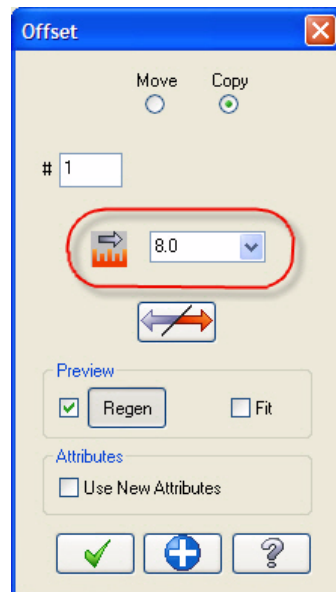 Offset
Move Copy
# 1
8.0
Preview
Regen Fit
Attributes
Use New Attributes